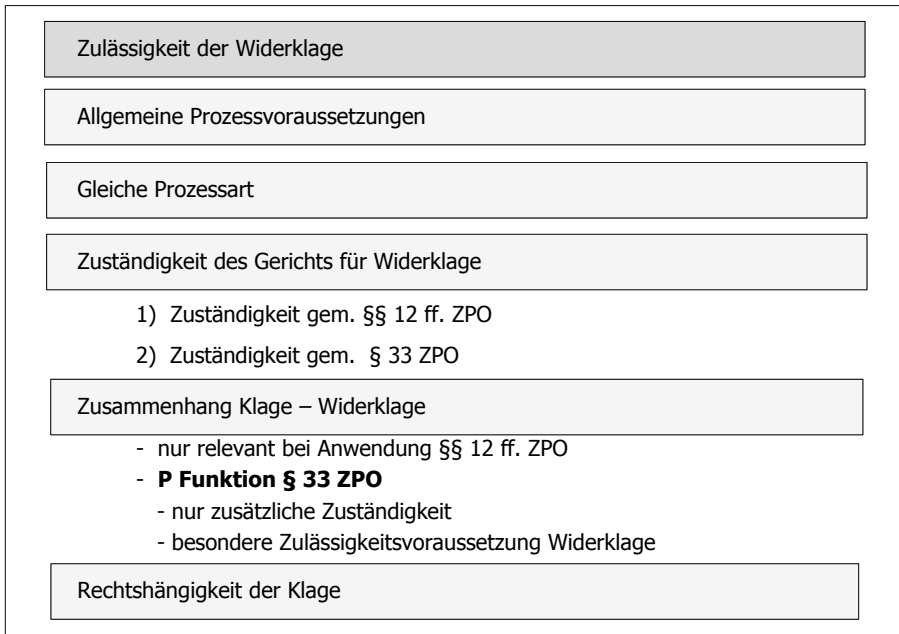 Zulässigkeit der Widerklage
Allgemeine Prozessvoraussetzungen
Gleiche Prozessart
Zuständigkeit des Gerichts für Widerklage
1) Zuständigkeit gem. §§ 12 ff. ZPO
2) Zuständigkeit gem. § 33 ZPO
Zusammenhang Klage – Widerklage
- nur relevant bei Anwendung §§ 12 ff. ZPO
- P Funktion § 33 ZPO
- nur zusätzliche Zuständigkeit
- besondere Zulässigkeitsvoraussetzung Widerklage
Rechtshängigkeit der Klage